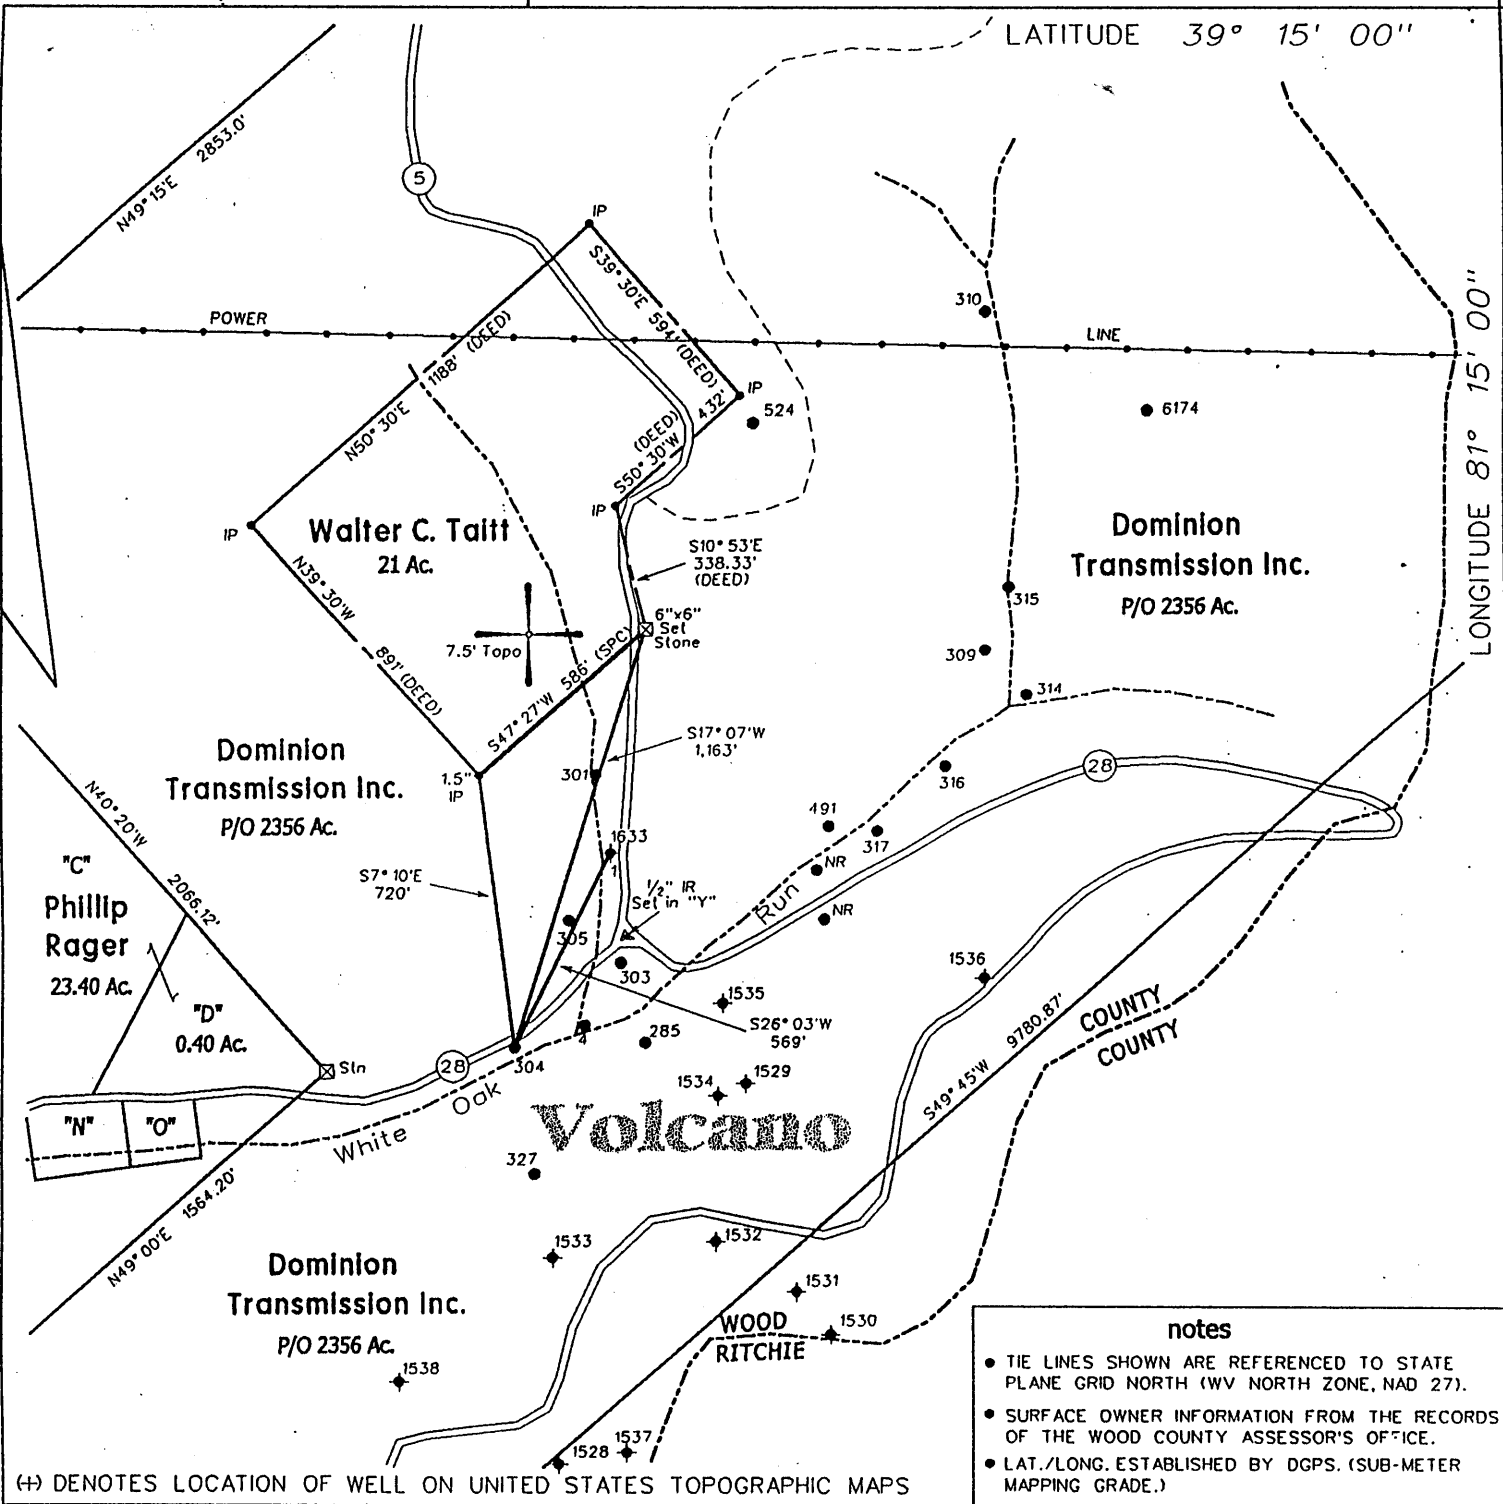 LATITUDE 39° 15' 00"
N49° 15'E 2853.0'
5
IP
S39° 30'E 594' (DEED)
POWER
LINE
310
LONGITUDE 81° 15' 00"
N50° 30'E 1188' (DEED)
IP
524
6174
(DEED)
S50° 30'W 432'
IP
IP
Walter C. Taitt
21 Ac.
Dominion
Transmission Inc.
P/O 2356 Ac.
S10° 53'E
338.33'
(DEED)
N39° 30'W 891' (DEED)
315
6"x6"
Set
Stone
7.5' Topo
309
314
S47° 27'W 586' (SPC)
S17° 07'W
1,163'
Dominion
Transmission Inc.
P/O 2356 Ac.
1.5"
IP
301
28
316
N40° 20'W 2066.12'
491
317
1633
1
NR
"C"
Phillip
Rager
23.40 Ac.
S7° 10'E
720'
1/2" IR
Set in "Y"
Run
NR
305
303
1536
"D"
0.40 Ac.
1535
S26° 03'W
569'
S49° 45'W 9780.87'
COUNTY
COUNTY
4
285
304
Stn
28
1529
1534
Oak
"N"
"O"
White
Volcano
327
N49° 00'E 1564.20'
1533
1532
Dominion
Transmission Inc.
P/O 2356 Ac.
1531
WOOD
RITCHIE
1530
1538
1537
1528
notes
• TIE LINES SHOWN ARE REFERENCED TO STATE
PLANE GRID NORTH (WV NORTH ZONE, NAD 27).
• SURFACE OWNER INFORMATION FROM THE RECORDS
OF THE WOOD COUNTY ASSESSOR'S OFFICE.
• LAT./LONG. ESTABLISHED BY DGPS. (SUB-METER
MAPPING GRADE.)
(+) DENOTES LOCATION OF WELL ON UNITED STATES TOPOGRAPHIC MAPS